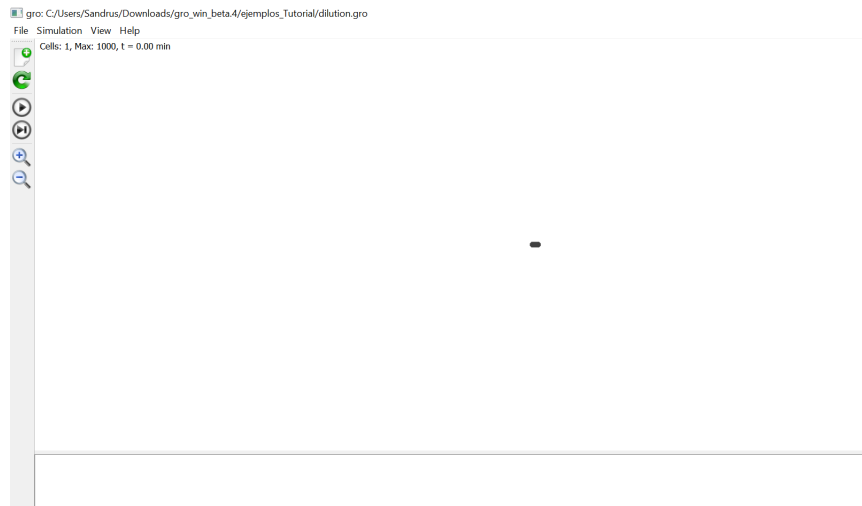 gro: C:/Users/Sandrus/Downloads/gro_win_beta.4/ejemplos_Tutorial/dilution.gro
File Simulation View Help
Cells: 1, Max: 1000, t = 0.00 min